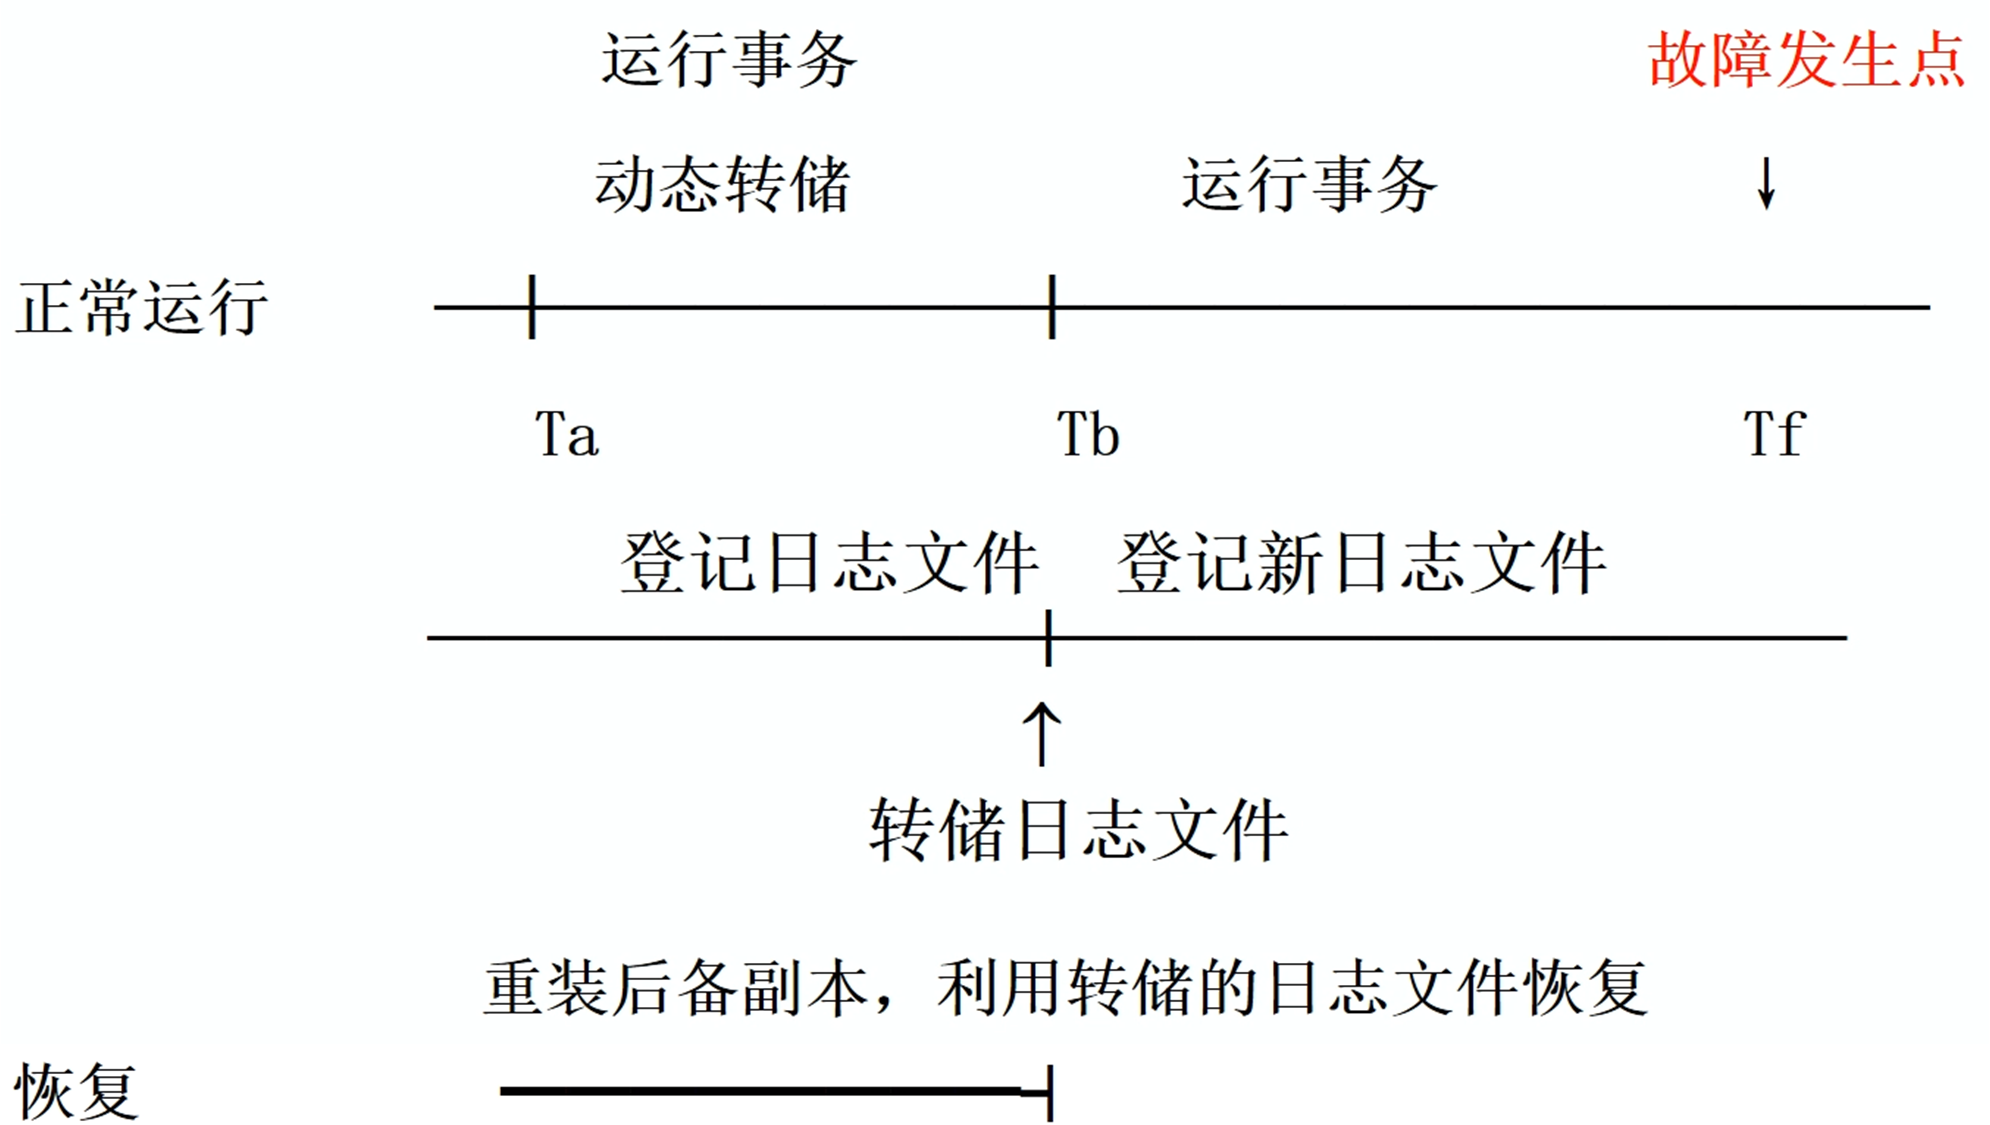 运行事务 故障发生点
动态转储 运行事务 ↓
正常运行
Ta Tb Tf
登记日志文件 登记新日志文件
↑
转储日志文件
重装后备副本，利用转储的日志文件恢复
恢复